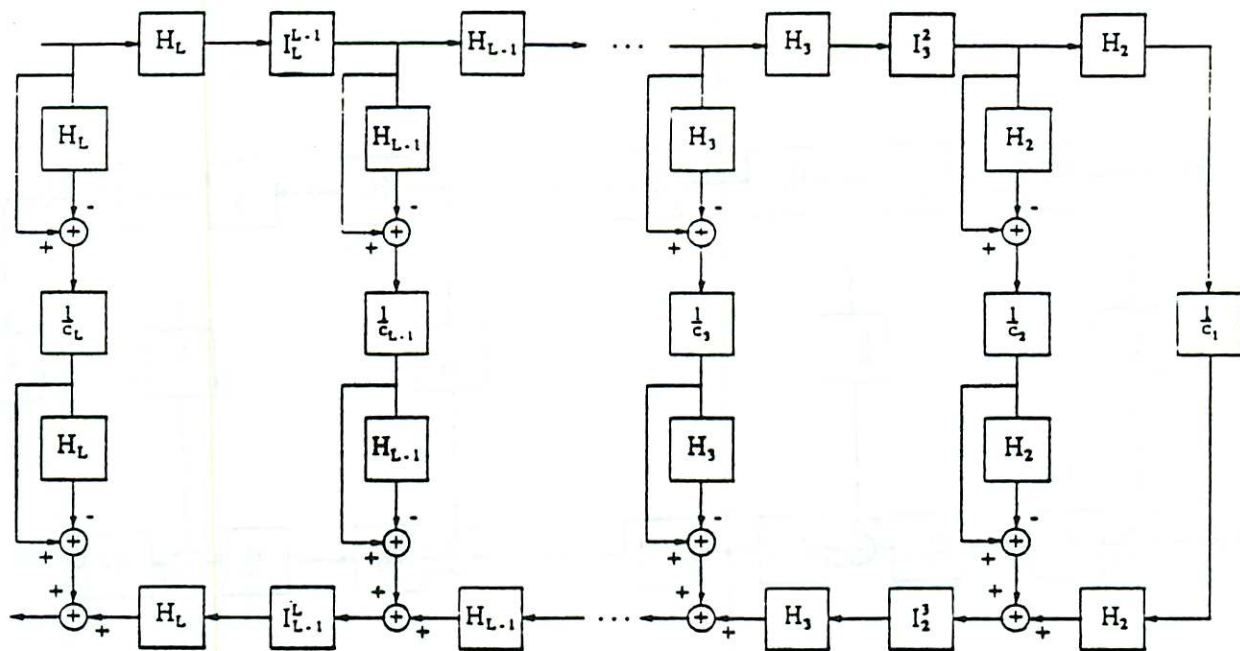 H_L I_L^{L-1} H_{L-1} ... H_3 I_3^2 H_2
H_L H_{L-1} H_3 H_2
- - - -
+ + + + + + + +
1/c_L 1/c_{L-1} 1/c_3 1/c_2 1/c_1
H_L H_{L-1} H_3 H_2
- - - -
+ + + + + + + +
+ + + +
+ + H_L I_{L-1}^L + + H_{L-1} ... + + H_3 I_2^3 + + H_2